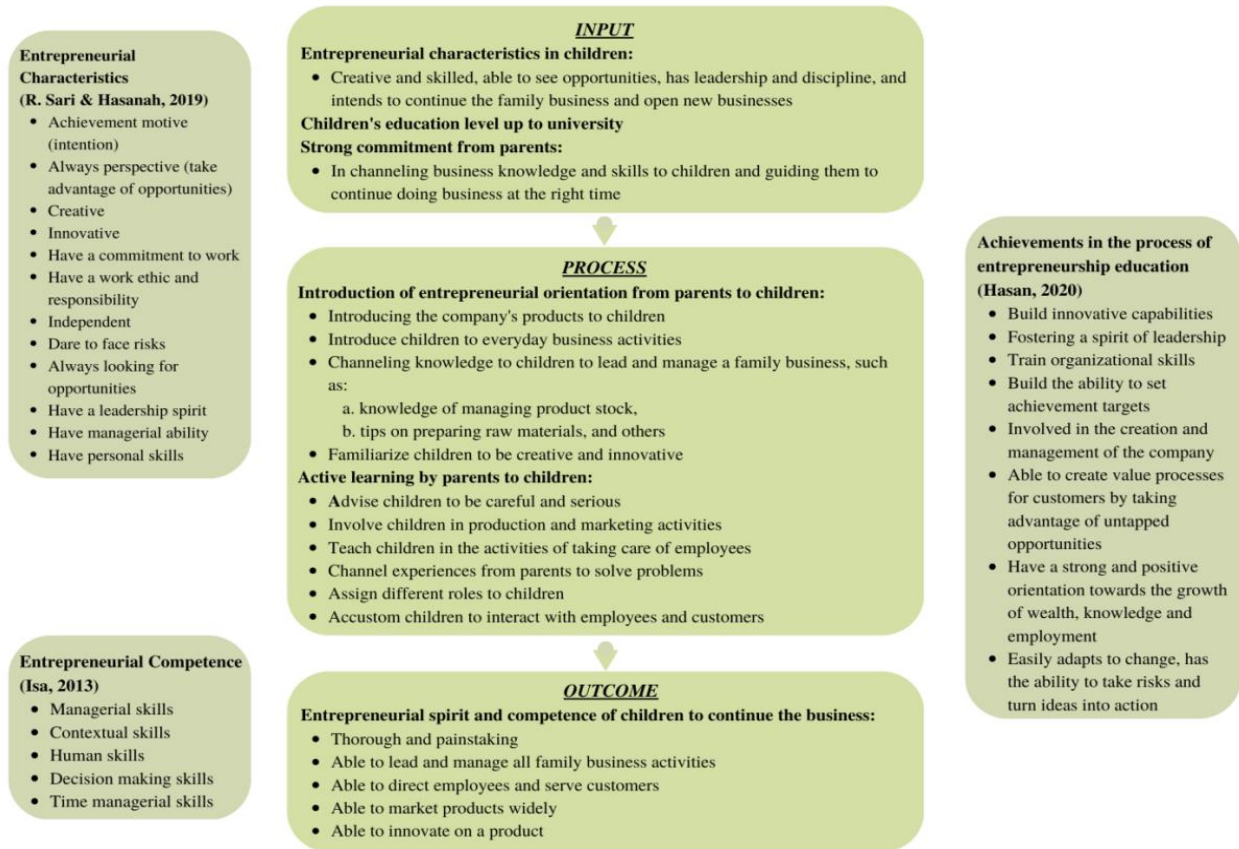 Entrepreneurial
Characteristics
(R. Sari & Hasanah, 2019)
• Achievement motive
(intention)
• Always perspective (take
advantage of opportunities)
• Creative
• Innovative
• Have a commitment to work
• Have a work ethic and
responsibility
• Independent
• Dare to face risks
• Always looking for
opportunities
• Have a leadership spirit
• Have managerial ability
• Have personal skills
Entrepreneurial Competence
(Isa, 2013)
• Managerial skills
• Contextual skills
• Human skills
• Decision making skills
• Time managerial skills
INPUT
Entrepreneurial characteristics in children:
• Creative and skilled, able to see opportunities, has leadership and discipline, and
intends to continue the family business and open new businesses
Children's education level up to university
Strong commitment from parents:
• In channeling business knowledge and skills to children and guiding them to
continue doing business at the right time
PROCESS
Introduction of entrepreneurial orientation from parents to children:
• Introducing the company's products to children
• Introduce children to everyday business activities
• Channeling knowledge to children to lead and manage a family business, such
as:
a. knowledge of managing product stock,
b. tips on preparing raw materials, and others
• Familiarize children to be creative and innovative
Active learning by parents to children:
• Advise children to be careful and serious
• Involve children in production and marketing activities
• Teach children in the activities of taking care of employees
• Channel experiences from parents to solve problems
• Assign different roles to children
• Accustom children to interact with employees and customers
OUTCOME
Entrepreneurial spirit and competence of children to continue the business:
• Thorough and painstaking
• Able to lead and manage all family business activities
• Able to direct employees and serve customers
• Able to market products widely
• Able to innovate on a product
Achievements in the process of
entrepreneurship education
(Hasan, 2020)
• Build innovative capabilities
• Fostering a spirit of leadership
• Train organizational skills
• Build the ability to set
achievement targets
• Involved in the creation and
management of the company
• Able to create value processes
for customers by taking
advantage of untapped
opportunities
• Have a strong and positive
orientation towards the growth
of wealth, knowledge and
employment
• Easily adapts to change, has
the ability to take risks and
turn ideas into action